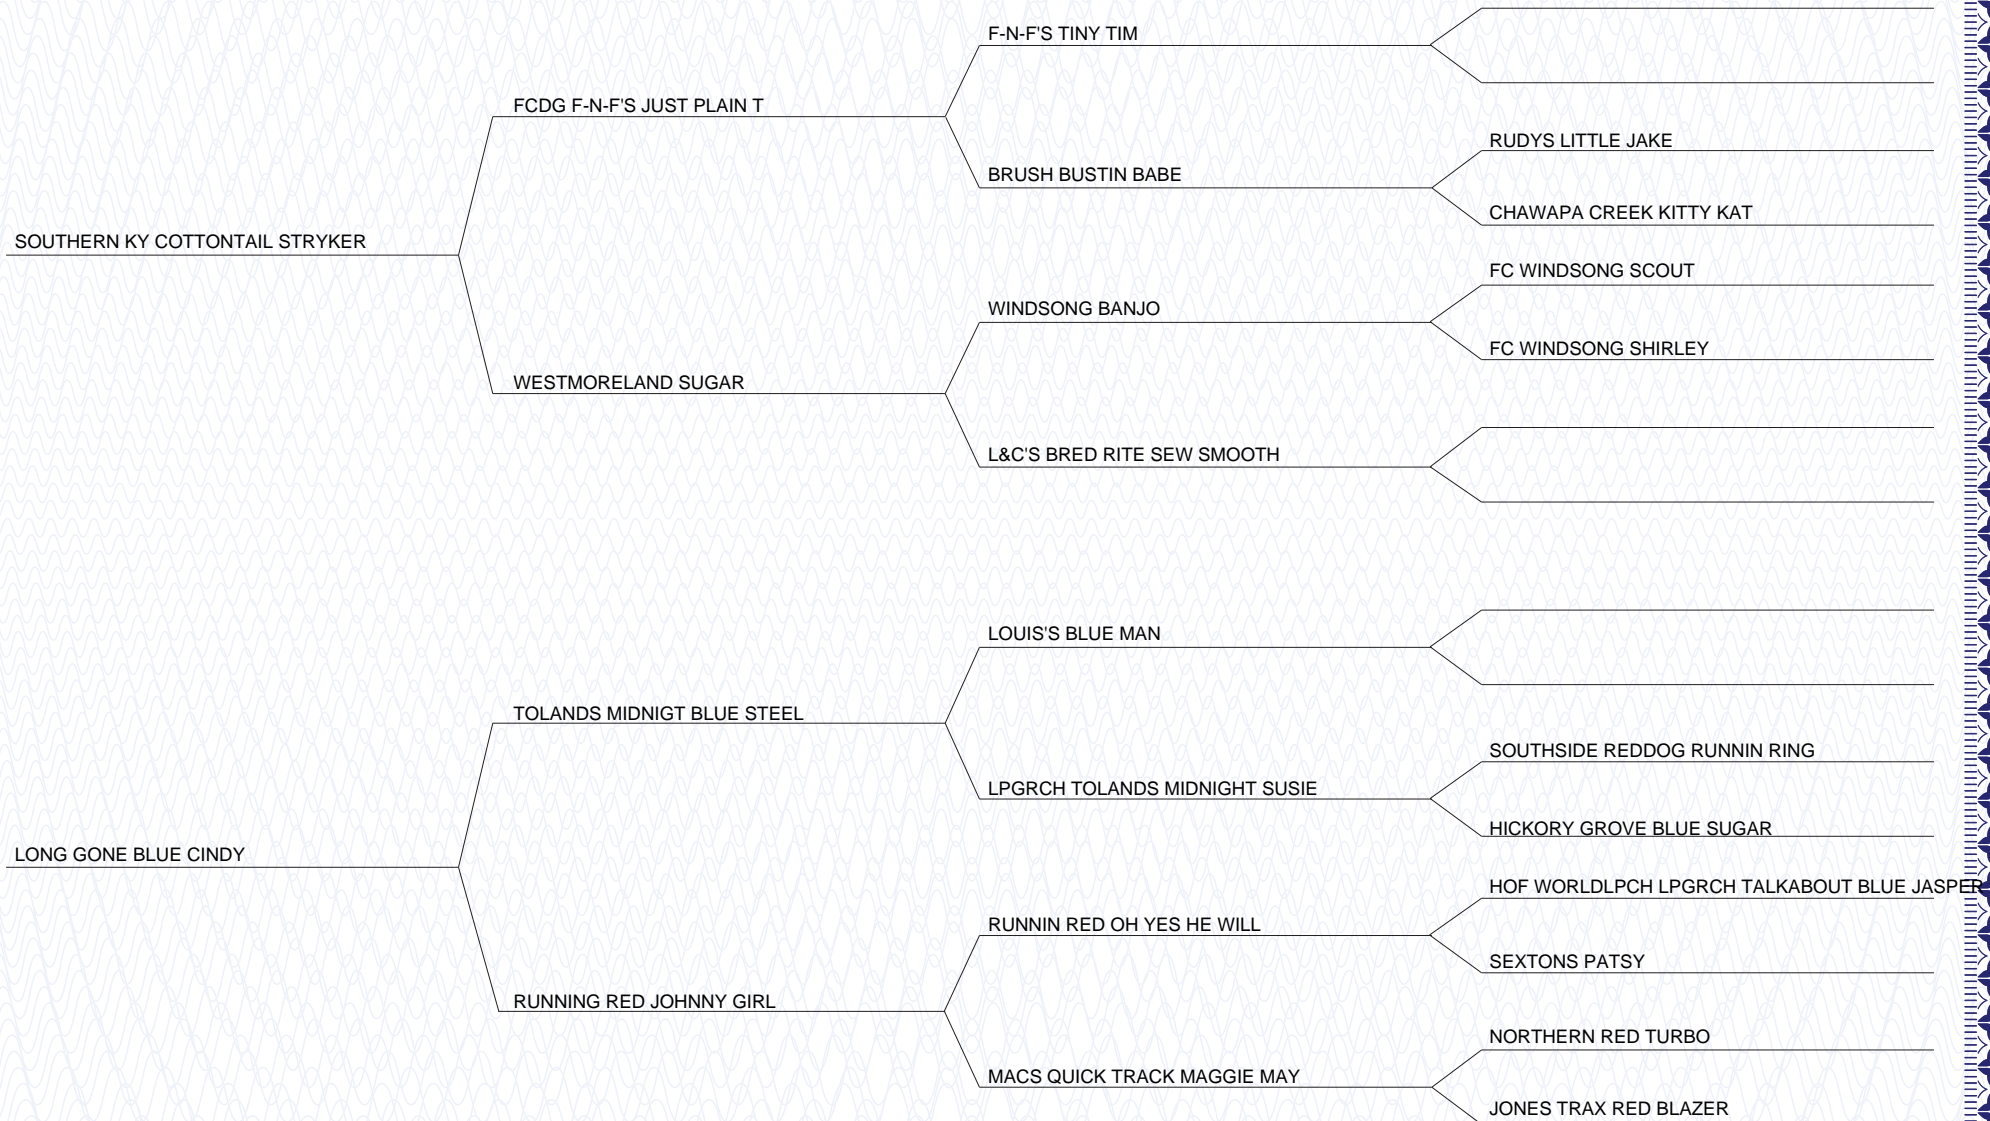 F-N-F'S TINY TIM
FCDG F-N-F'S JUST PLAIN T
RUDYS LITTLE JAKE
BRUSH BUSTIN BABE
CHAWAPA CREEK KITTY KAT
SOUTHERN KY COTTONTAIL STRYKER
FC WINDSONG SCOUT
WINDSONG BANJO
FC WINDSONG SHIRLEY
WESTMORELAND SUGAR
L&C'S BRED RITE SEW SMOOTH
LOUIS'S BLUE MAN
TOLANDS MIDNIGT BLUE STEEL
SOUTHSIDE REDDOG RUNNIN RING
LPGRCH TOLANDS MIDNIGHT SUSIE
HICKORY GROVE BLUE SUGAR
LONG GONE BLUE CINDY
HOF WORLDLPCH LPGRCH TALKABOUT BLUE JASPER
RUNNIN RED OH YES HE WILL
SEXTONS PATSY
RUNNING RED JOHNNY GIRL
NORTHERN RED TURBO
MACS QUICK TRACK MAGGIE MAY
JONES TRAX RED BLAZER